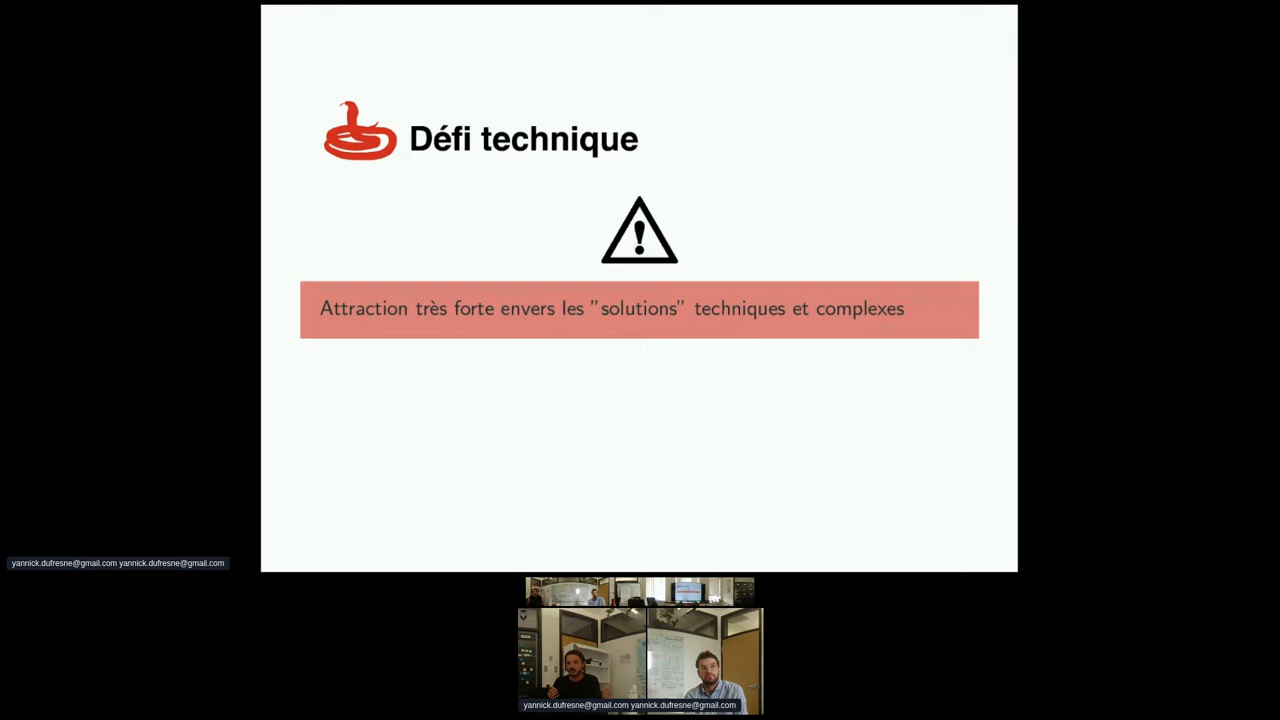 Défi technique
Attraction très forte envers les "solutions" techniques et complexes
yannick.dufresne@gmail.com yannick.dufresne@gmail.com
yannick.dufresne@gmail.com yannick.dufresne@gmail.com